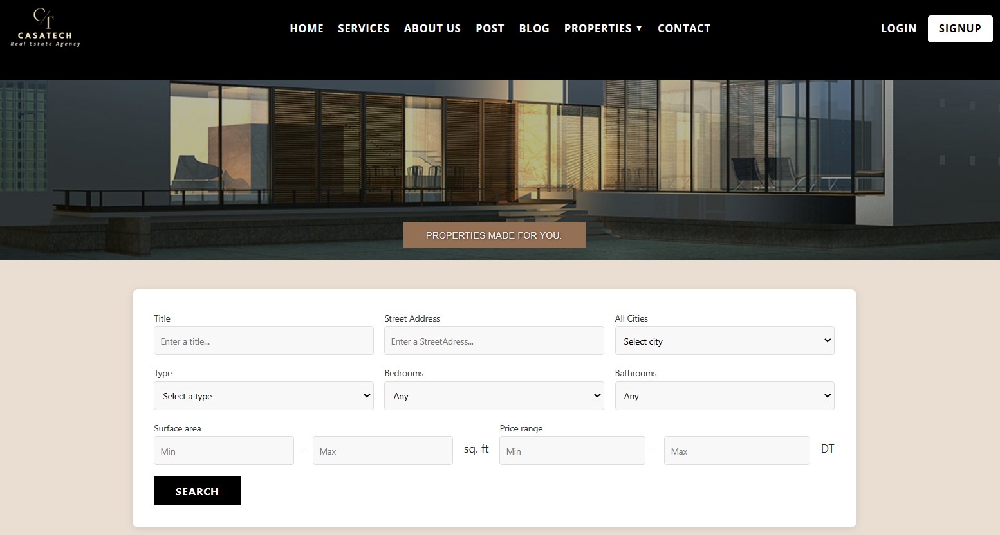 CT
CASATECH
Real Estate Agency
HOME SERVICES ABOUT US POST BLOG PROPERTIES ▼ CONTACT
LOGIN SIGNUP
PROPERTIES MADE FOR YOU.
Title Street Address All Cities
Enter a title... Enter a StreetAdress... Select city
Type Bedrooms Bathrooms
Select a type Any Any
Surface area Price range
Min - Max sq. ft Min - Max DT
SEARCH